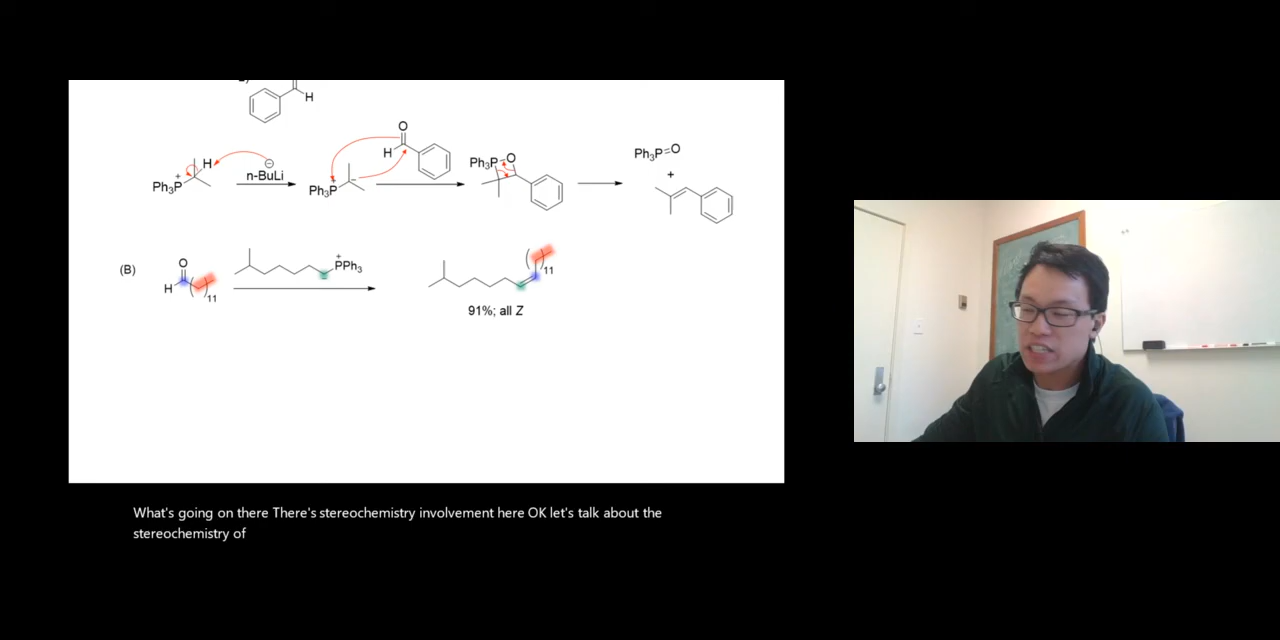 H
O
H
H
+
Ph3P
⊖
n-BuLi
+
Ph3P
−
Ph3P-O
Ph3P=O
+
(B)
O
H
11
+
PPh3
11
91%; all Z
What's going on there There's stereochemistry involvement here OK let's talk about the
stereochemistry of